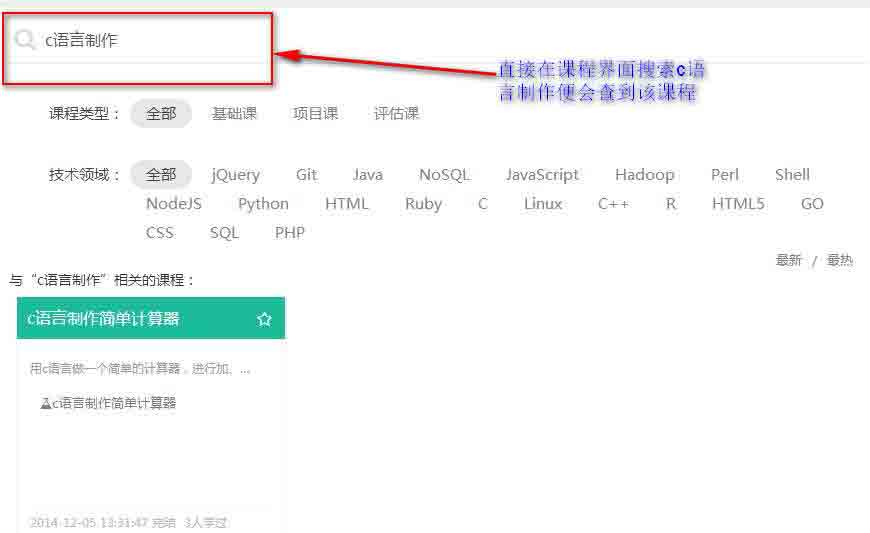 c语言制作
直接在课程界面搜索c语
言制作便会查到该课程
课程类型： 全部 基础课 项目课 评估课
技术领域： 全部 jQuery Git Java NoSQL JavaScript Hadoop Perl Shell
NodeJS Python HTML Ruby C Linux C++ R HTML5 GO
CSS SQL PHP
最新 / 最热
与“c语言制作”相关的课程：
c语言制作简单计算器
用c语言做一个简单的计算器，进行加、...
c语言制作简单计算器
2014-12-05 13:31:47 完结 3人学过